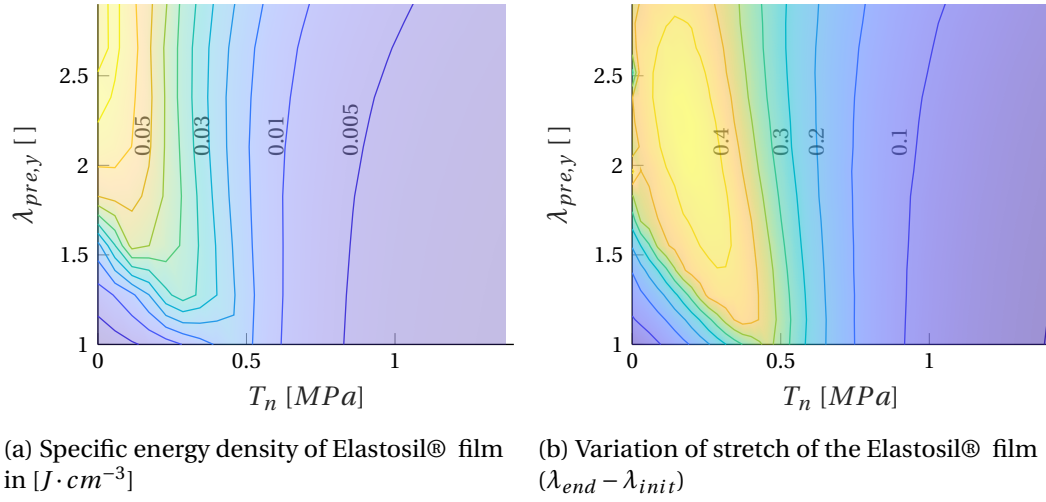 2.5
2
1.5
1
λpre,y [ ]
0.05
0.03
0.01
0.005
0
0.5
1
Tn [MPa]
2.5
2
1.5
1
λpre,y [ ]
0.4
0.3
0.2
0.1
0
0.5
1
Tn [MPa]
(a) Specific energy density of Elastosil® film
in [J · cm⁻³]
(b) Variation of stretch of the Elastosil® film
(λend − λinit)